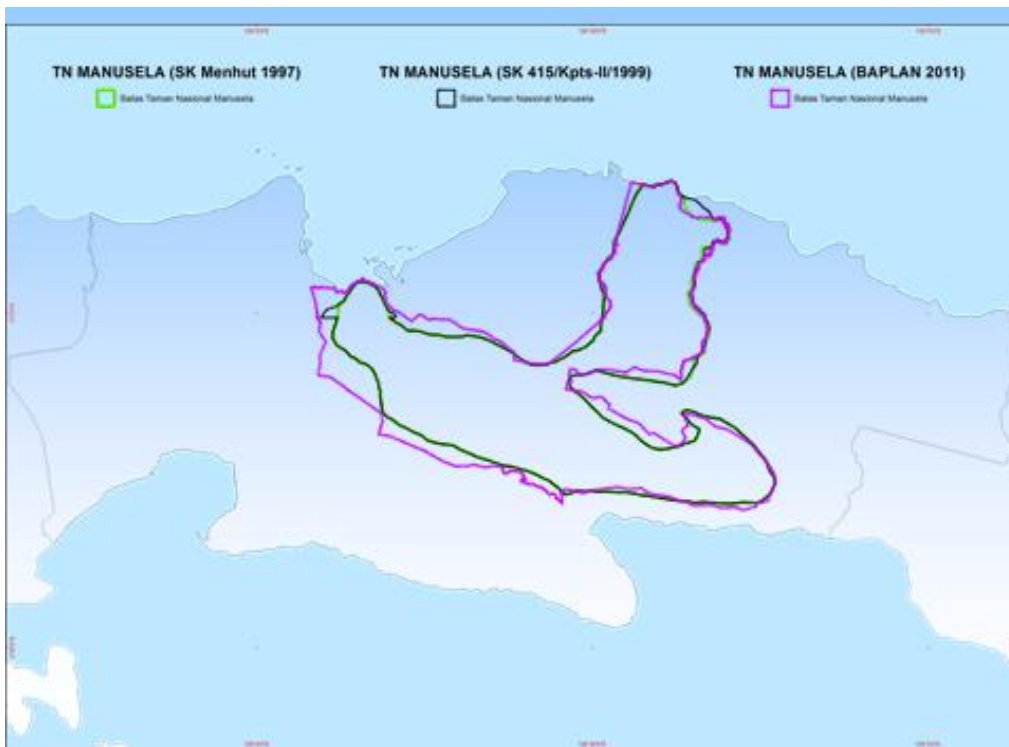 TN MANUSELA (SK Menhut 1997)
TN MANUSELA (SK 415/Kpts-II/1999)
TN MANUSELA (BAPLAN 2011)
Batas Taman Nasional Manusela
Batas Taman Nasional Manusela
Batas Taman Nasional Manusela